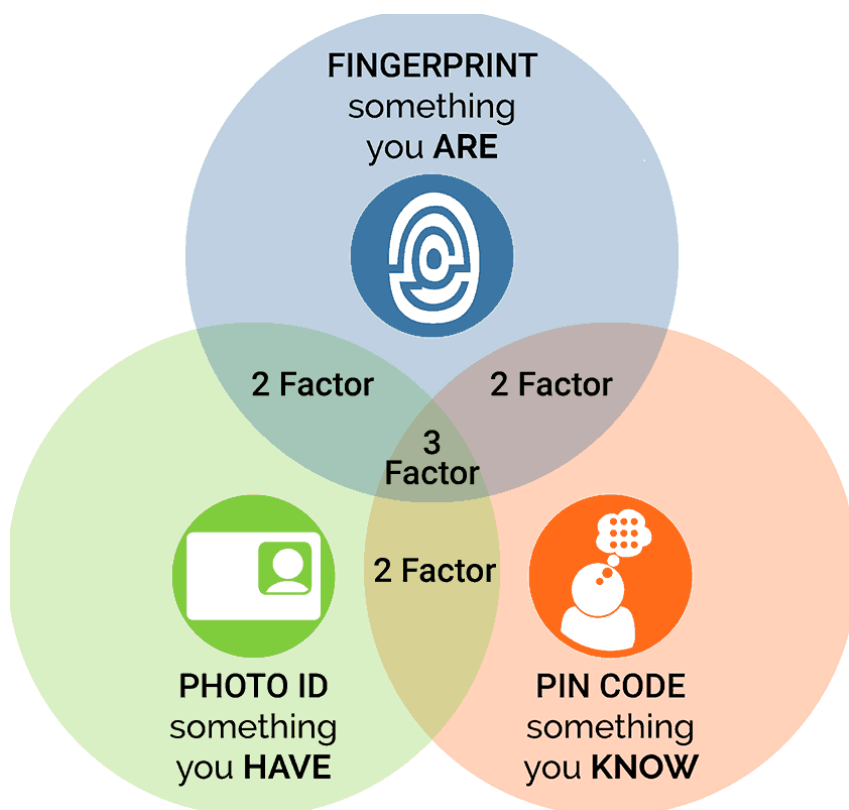 FINGERPRINT
something
you ARE
2 Factor
2 Factor
3
Factor
2 Factor
PHOTO ID
something
you HAVE
PIN CODE
something
you KNOW